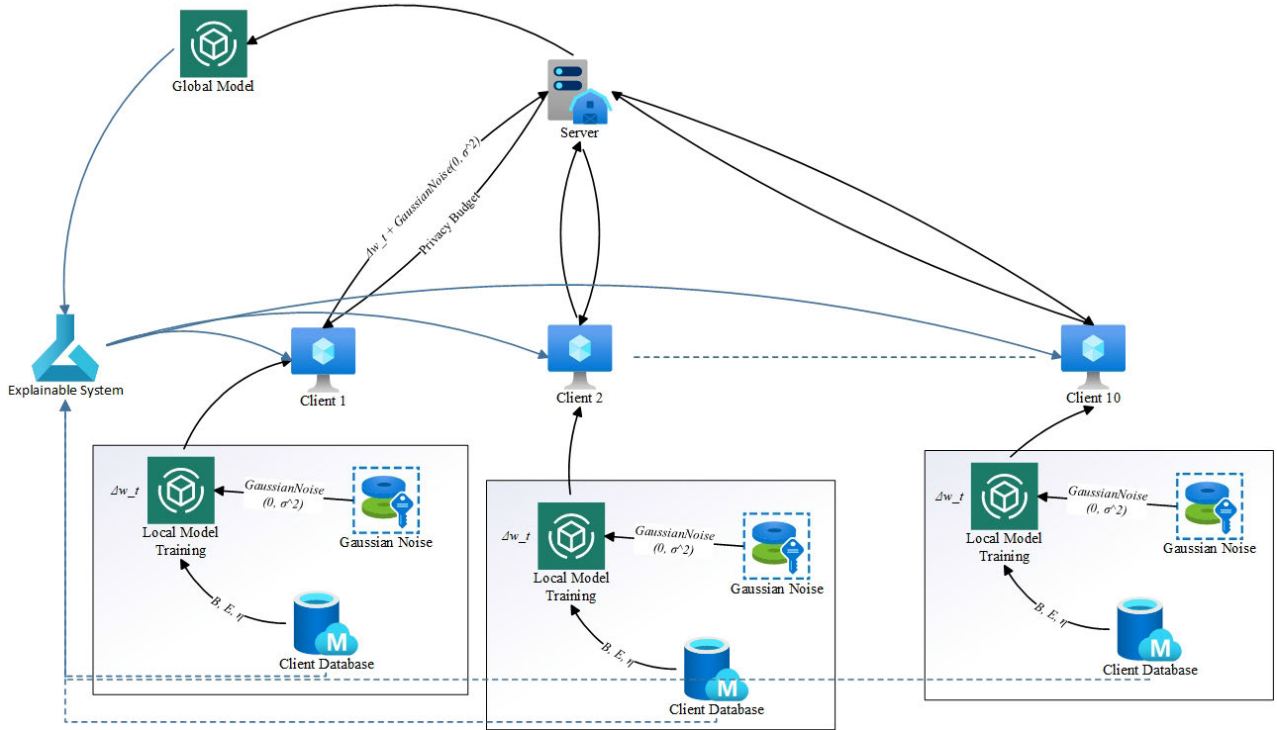 Global Model
Server
Δw_t + GaussianNoise(0, σ^2)
Privacy Budget
Explainable System
Client 1
Client 2
Client 10
Δw_t
GaussianNoise
(0, σ^2)
Local Model
Training
Gaussian Noise
B, E, η
M
Client Database
Δw_t
GaussianNoise
(0, σ^2)
Local Model
Training
Gaussian Noise
B, E, η
M
Client Database
Δw_t
GaussianNoise
(0, σ^2)
Local Model
Training
Gaussian Noise
B, E, η
M
Client Database